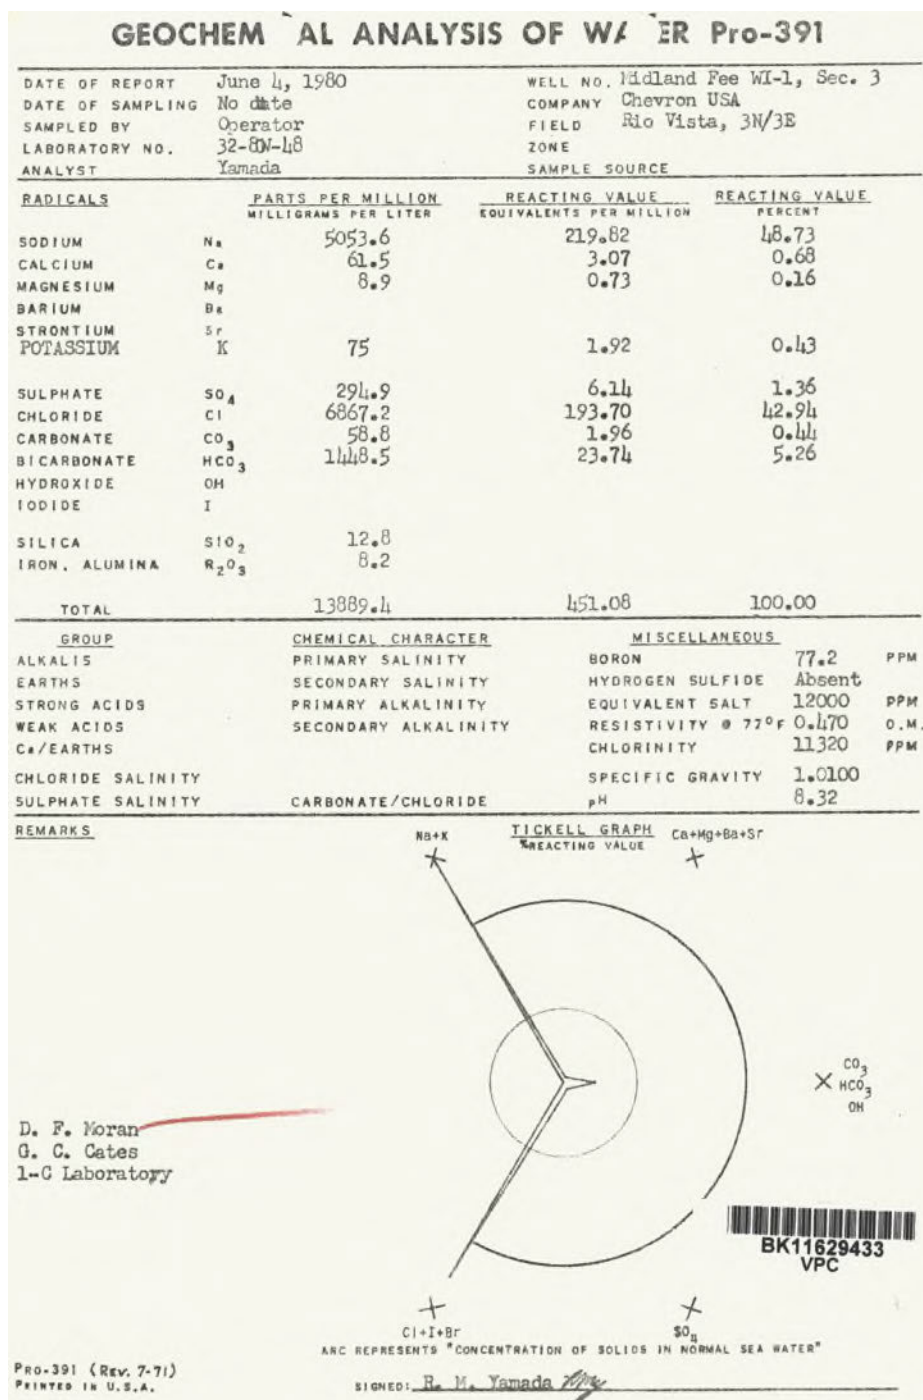 GEOCHEM AL ANALYSIS OF WA ER Pro-391
DATE OF REPORT June 4, 1980 WELL NO. Midland Fee WI-1, Sec. 3
DATE OF SAMPLING No date COMPANY Chevron USA
SAMPLED BY Operator FIELD Rio Vista, 3N/3E
LABORATORY NO. 32-80W-48 ZONE
ANALYST Yamada SAMPLE SOURCE
RADICALS PARTS PER MILLION REACTING VALUE REACTING VALUE
MILLIGRAMS PER LITER EQUIVALENTS PER MILLION PERCENT
SODIUM Na 5053.6 219.82 48.73
CALCIUM Ca 61.5 3.07 0.68
MAGNESIUM Mg 8.9 0.73 0.16
BARIUM Ba
STRONTIUM Sr
POTASSIUM K 75 1.92 0.43
SULPHATE SO4 294.9 6.14 1.36
CHLORIDE Cl 6867.2 193.70 42.94
CARBONATE CO3 58.8 1.96 0.44
BICARBONATE HCO3 1448.5 23.74 5.26
HYDROXIDE OH
IODIDE I
SILICA SiO2 12.8
IRON, ALUMINA R2O3 8.2
TOTAL 13889.4 451.08 100.00
GROUP CHEMICAL CHARACTER MISCELLANEOUS
ALKALIS PRIMARY SALINITY BORON 77.2 PPM
EARTHS SECONDARY SALINITY HYDROGEN SULFIDE Absent
STRONG ACIDS PRIMARY ALKALINITY EQUIVALENT SALT 12000 PPM
WEAK ACIDS SECONDARY ALKALINITY RESISTIVITY @ 77°F 0.470 O.M.
Ca/EARTHS CHLORINITY 11320 PPM
CHLORIDE SALINITY SPECIFIC GRAVITY 1.0100
SULPHATE SALINITY CARBONATE/CHLORIDE pH 8.32
REMARKS TICKELL GRAPH
%REACTING VALUE
Na+K Ca+Mg+Ba+Sr
CO3
HCO3
OH
D. F. Moran
G. C. Cates
1-C Laboratory
BK11629433
VPC
Cl+I+Br SO4
ARC REPRESENTS "CONCENTRATION OF SOLIDS IN NORMAL SEA WATER"
PRO-391 (REV. 7-71)
PRINTED IN U.S.A.
SIGNED: R. M. Yamada